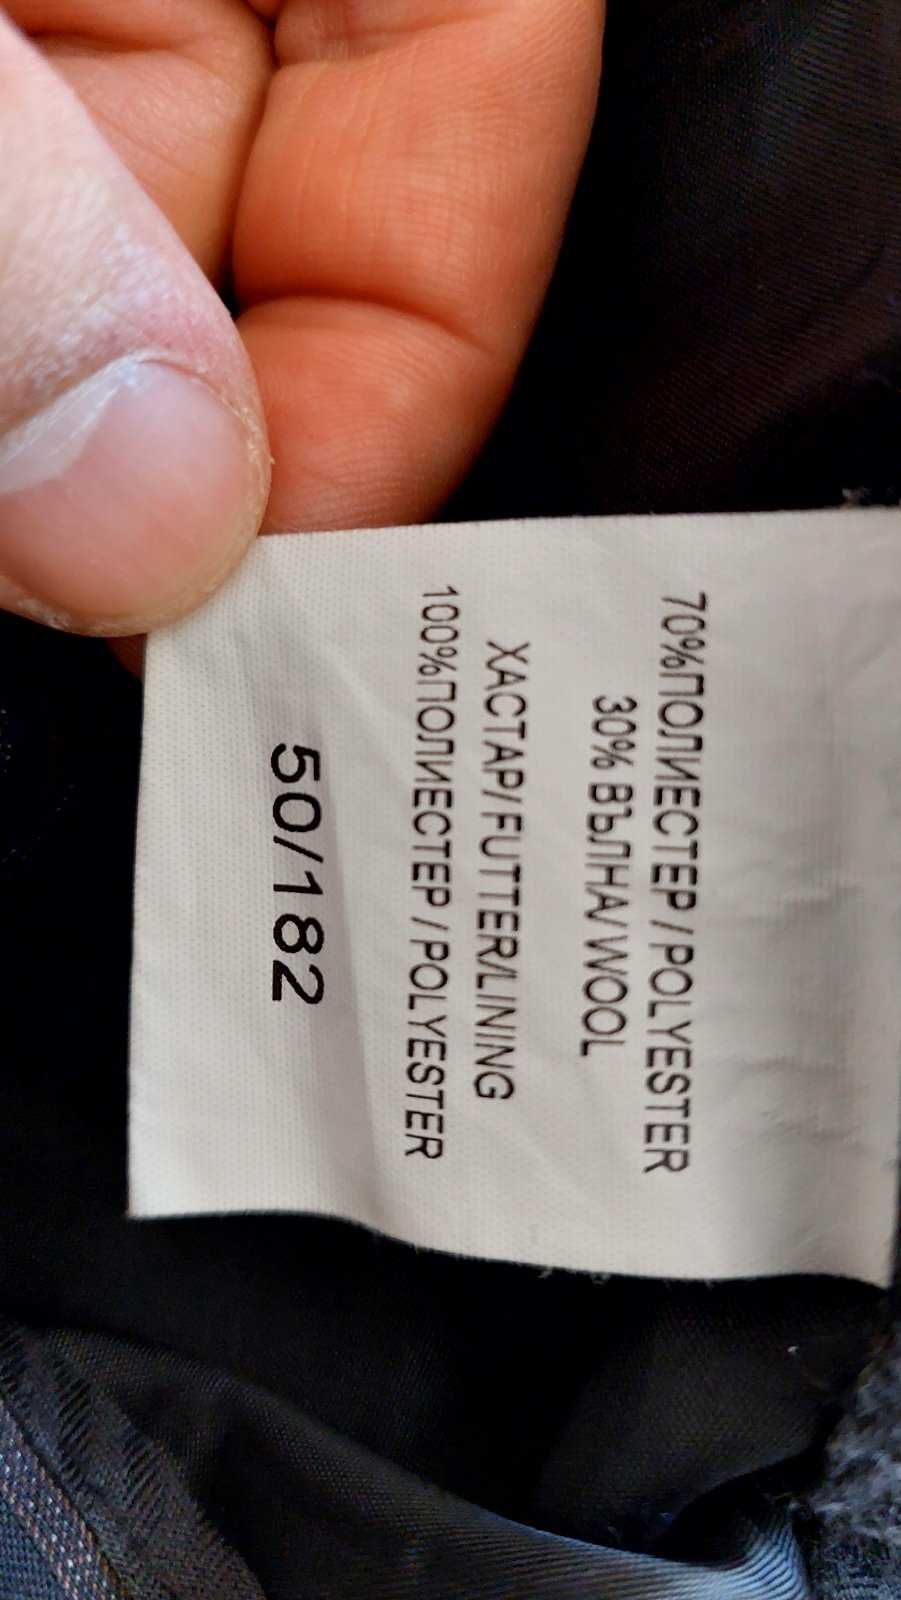 70%ПОЛИЕСТЕР / POLYESTER
30% ВЪЛНА/ WOOL
ХАСТАР/ FUTTER/LINING
100%ПОЛИЕСТЕР / POLYESTER
50/182